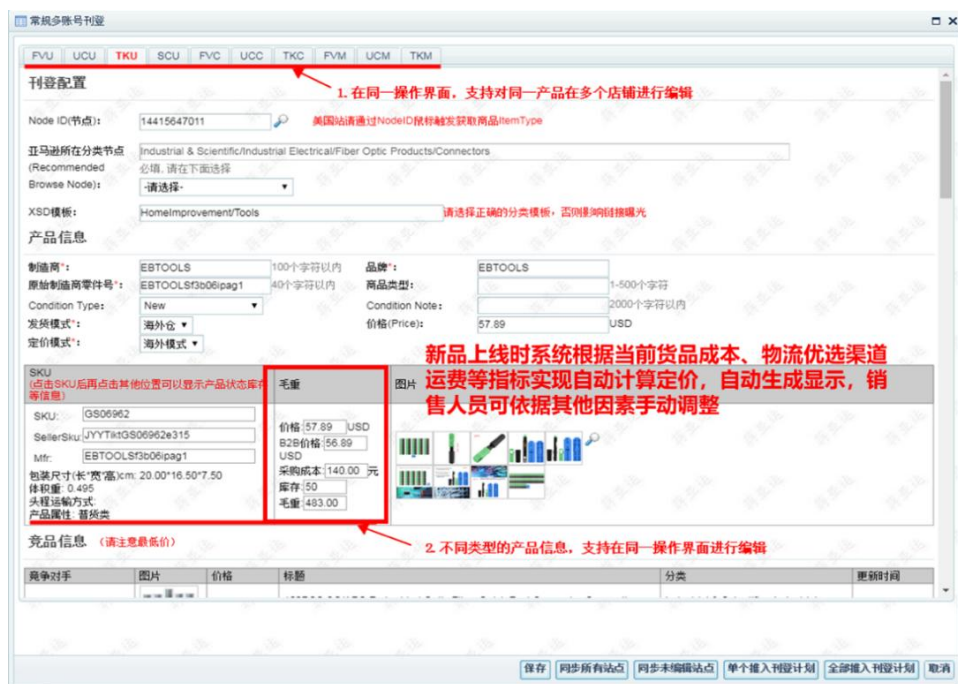 常規多账号刊登
FVU UCU TKU SCU FVC UCC TKC FVM UCM TKM
1. 在同一操作界面，支持对同一产品在多个店铺进行编辑
刊登配置
Node ID(节点): 14415647011 美国站请通过NodeID鼠标触发获取商品ItemType
亚马逊所在分类节点 Industrial & Scientific/Industrial Electrical/Fiber Optic Products/Connectors
(Recommended 必填, 请在下面选择
Browse Node): -请选择-
XSD模板: HomeImprovement/Tools 请选择正确的分类模板，否则影响链接曝光
产品信息
制造商*: EBTOOLS 100个字符以内 品牌*: EBTOOLS
原始制造商零件号*: EBTOOLSf3b06ipag1 40个字符以内 商品类型: 1-500个字符
Condition Type: New Condition Note: 2000个字符以内
发货模式*: 海外仓 价格(Price): 57.89 USD
定价模式*: 海外模式
新品上线时系统根据当前货品成本、物流优选渠道
运费等指标实现自动计算定价，自动生成显示，销
售人员可依据其他因素手动调整
SKU
(点击SKU后再点击其他位置可以显示产品状态库存
等信息)
毛重
图片
SKU: GS06962
SellerSku: JYYTiktGS06962e315
Mfr: EBTOOLSf3b06ipag1
包装尺寸(长*宽*高)cm: 20.00*16.50*7.50
体积重: 0.495
头程运输方式:
产品属性: 普货类
价格: 57.89 USD
B2B价格: 56.89
USD
采购成本: 140.00 元
库存: 50
毛重: 483.00
竞品信息 (请注意最低价)
2. 不同类型的产品信息，支持在同一操作界面进行编辑
竞争对手 图片 价格 标题 分类 更新时间
保存 同步所有站点 同步未编辑站点 单个推入刊登计划 全部推入刊登计划 取消